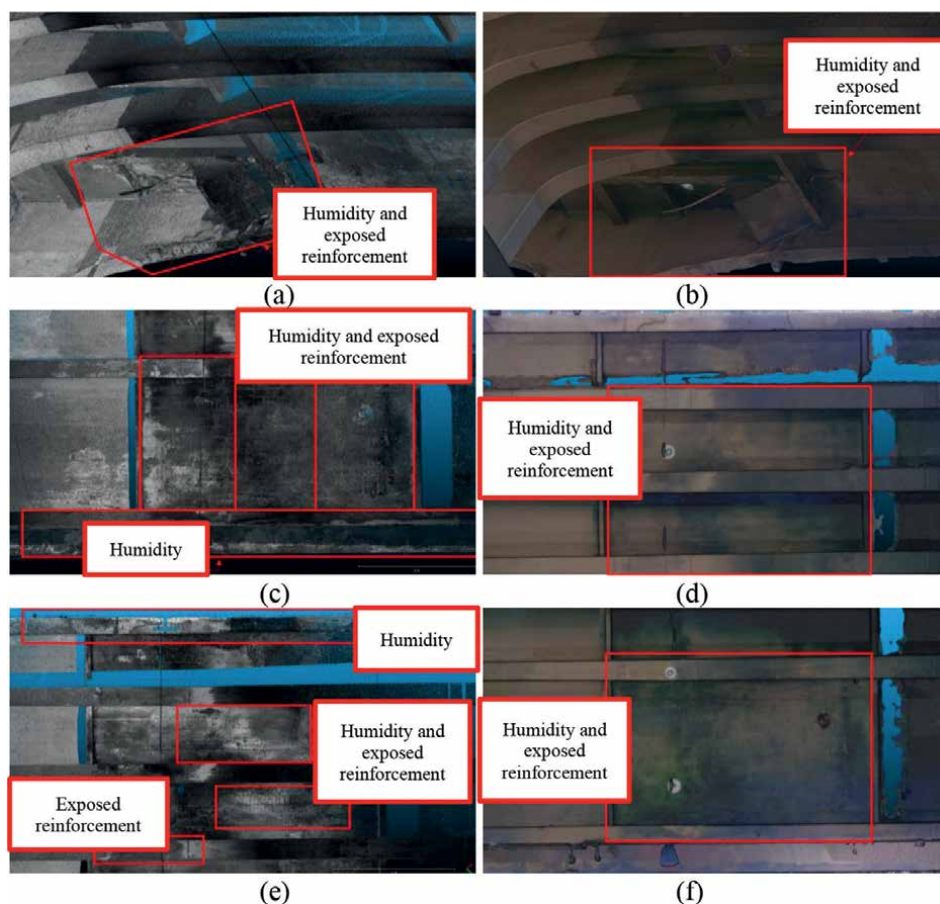 Humidity and
exposed
reinforcement
Humidity and
exposed
reinforcement
(a)
(b)
Humidity and exposed
reinforcement
Humidity
Humidity and
exposed
reinforcement
(c)
(d)
Humidity
Humidity and
exposed
reinforcement
Exposed
reinforcement
Humidity and
exposed
reinforcement
(e)
(f)